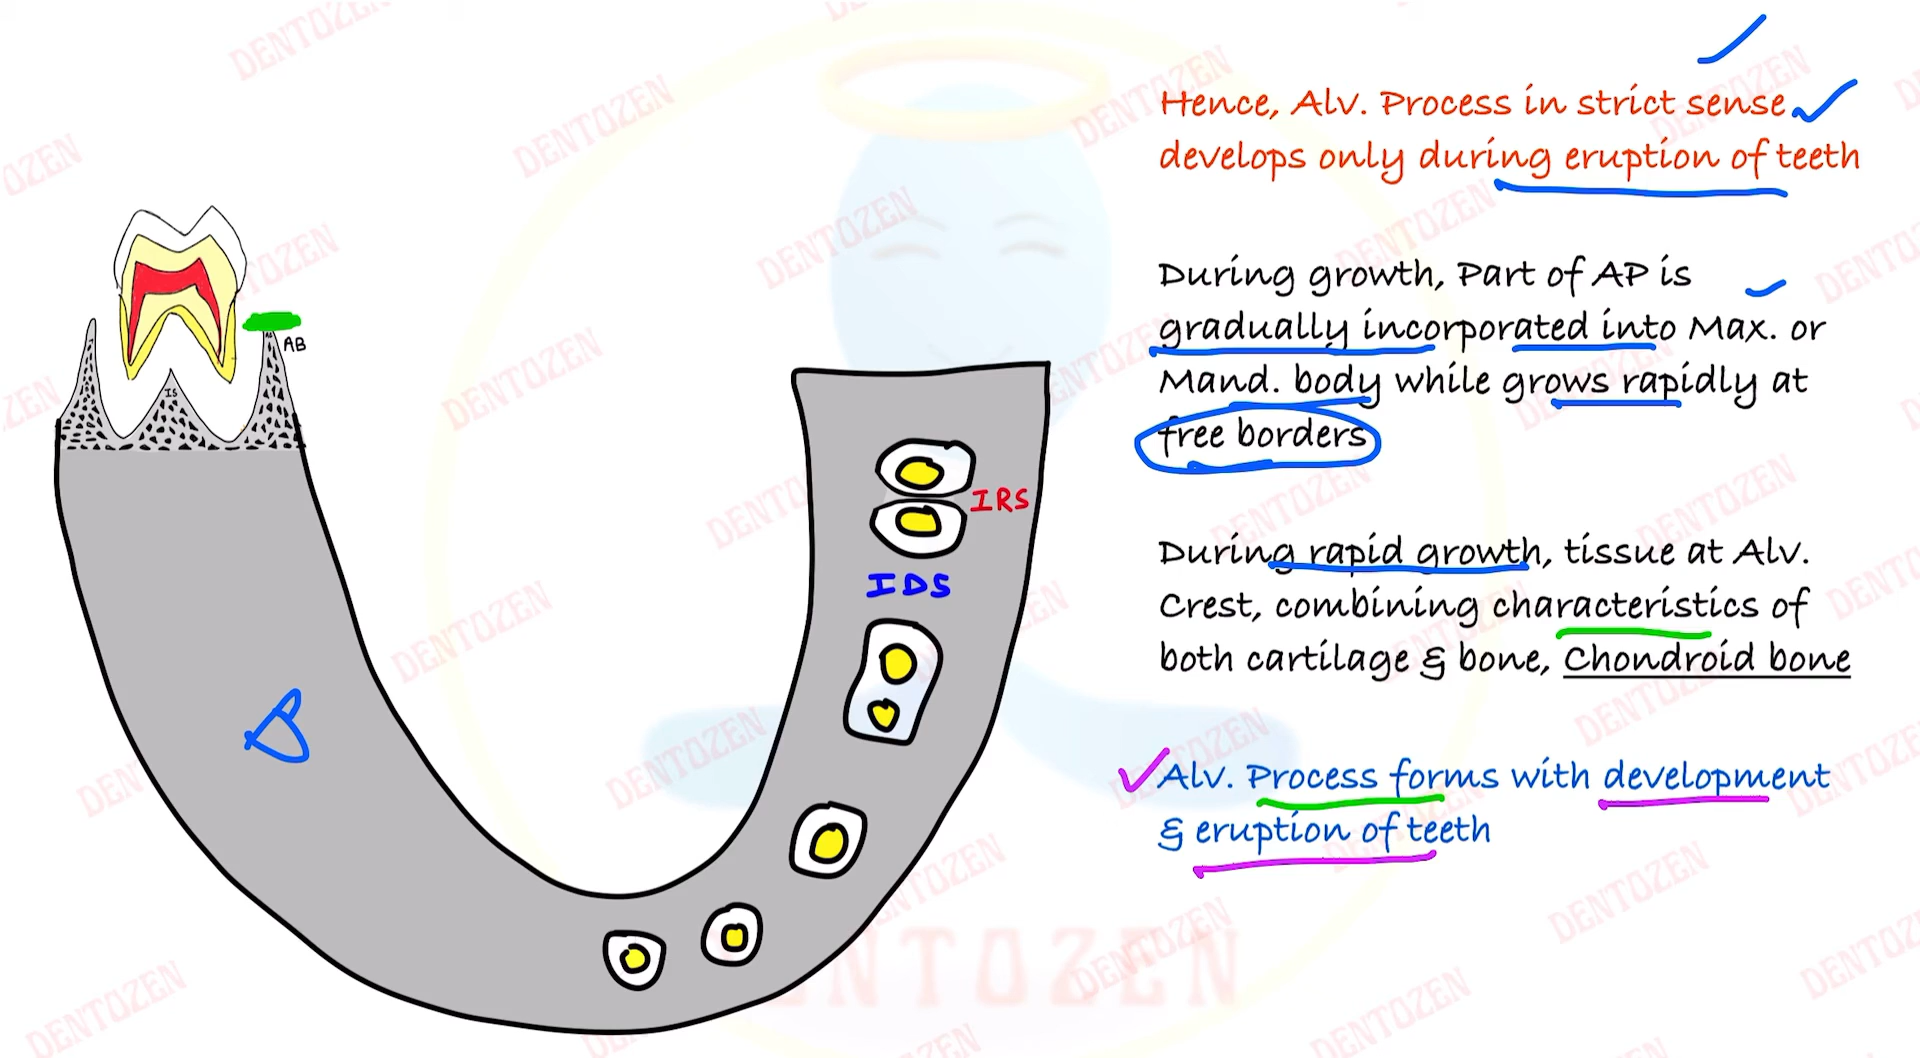 Hence, Alv. Process in strict sense
develops only during eruption of teeth
During growth, Part of AP is
gradually incorporated into Max. or
Mand. body while grows rapidly at
free borders
During rapid growth, tissue at Alv.
Crest, combining characteristics of
both cartilage & bone, Chondroid bone
Alv. Process forms with development
& eruption of teeth
AB
IS
IRS
IDS
DENTOZEN